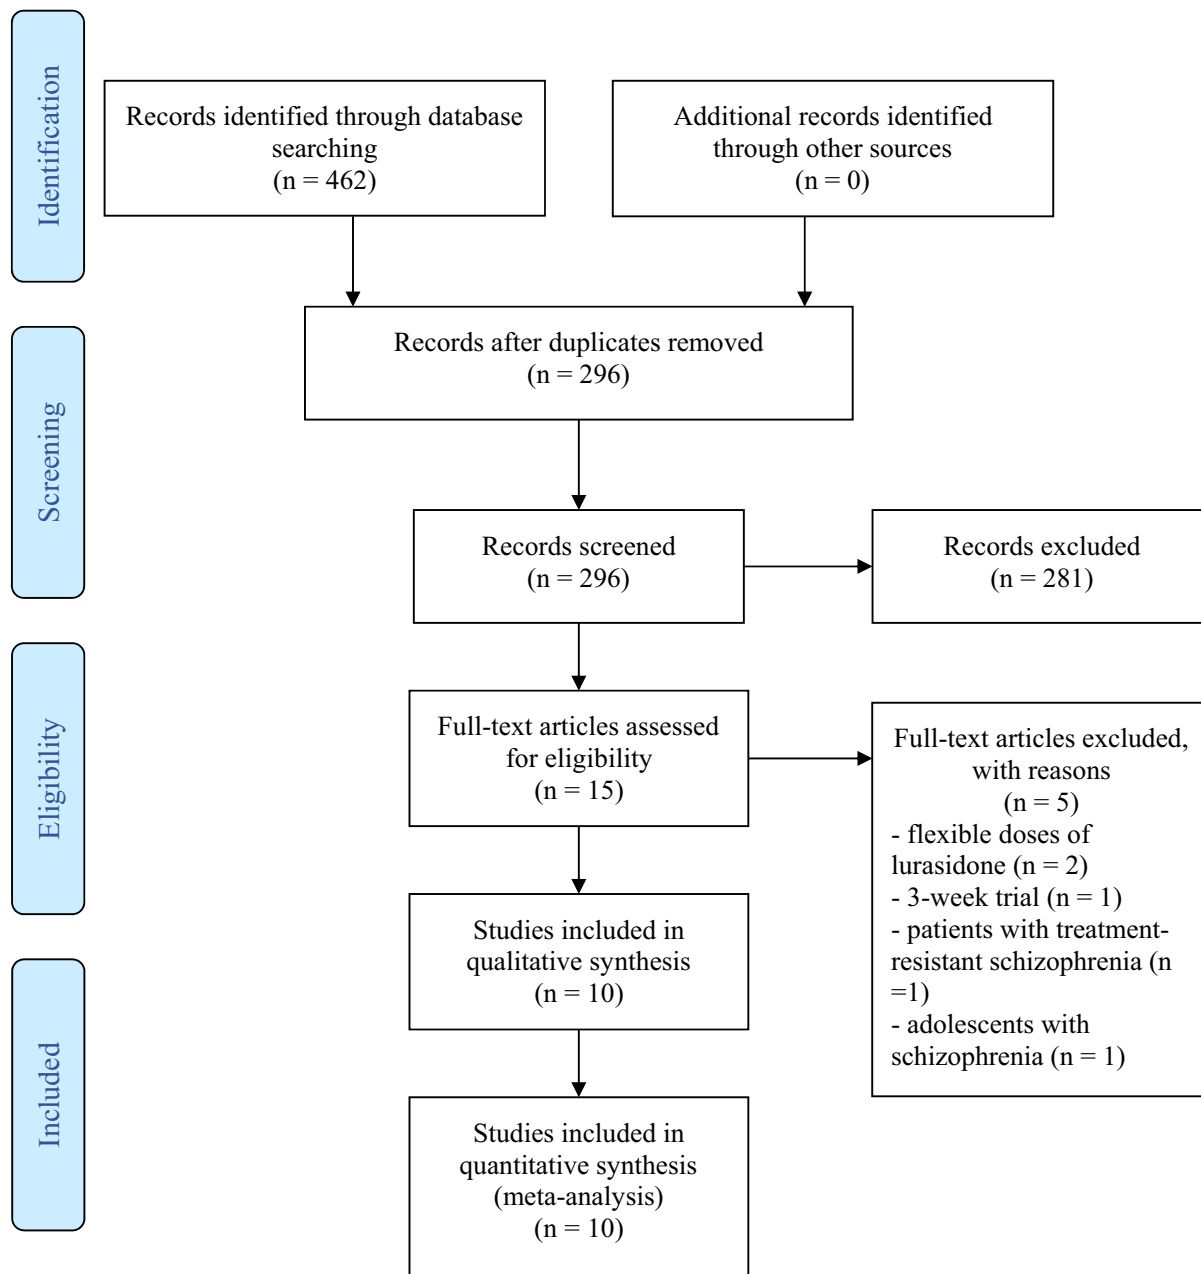 Identification
Records identified through database
searching
(n = 462)
Additional records identified
through other sources
(n = 0)
Screening
Records after duplicates removed
(n = 296)
Records screened
(n = 296)
Records excluded
(n = 281)
Eligibility
Full-text articles assessed
for eligibility
(n = 15)
Full-text articles excluded,
with reasons
(n = 5)
- flexible doses of
lurasidone (n = 2)
- 3-week trial (n = 1)
- patients with treatment-
resistant schizophrenia (n
=1)
- adolescents with
schizophrenia (n = 1)
Studies included in
qualitative synthesis
(n = 10)
Included
Studies included in
quantitative synthesis
(meta-analysis)
(n = 10)